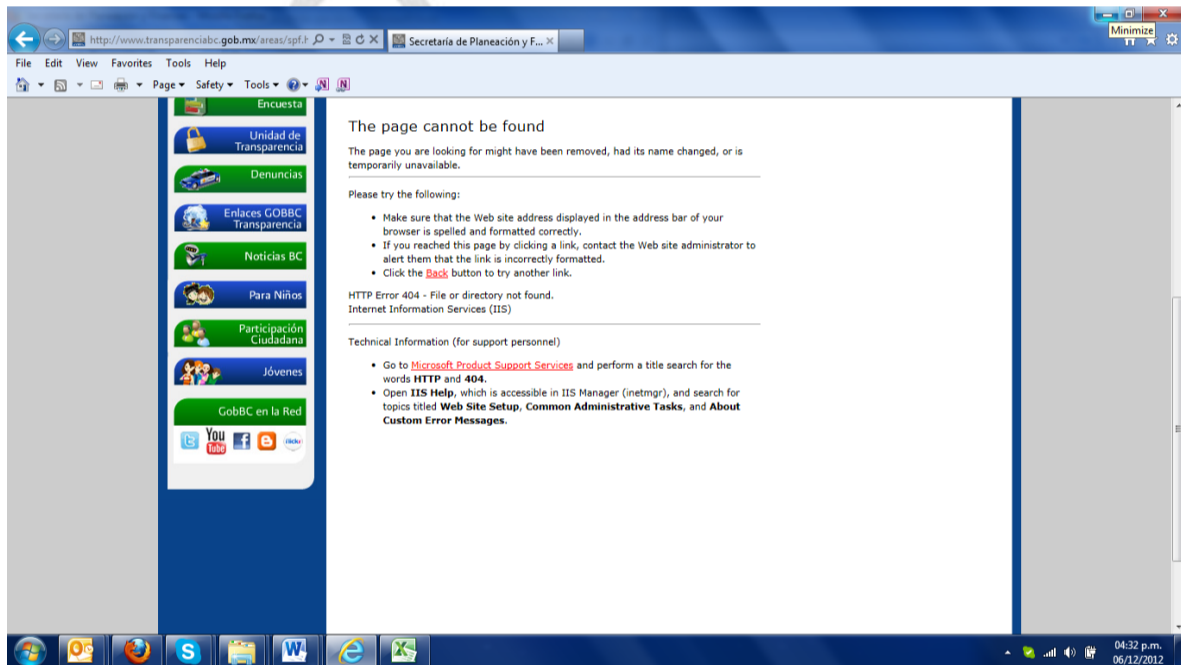 http://www.transparenciabc.gob.mx/areas/spf.h
Secretaría de Planeación y F...
Minimize
File Edit View Favorites Tools Help
Page Safety Tools
Encuesta
Unidad de
Transparencia
Denuncias
Enlaces GOBBC
Transparencia
Noticias BC
Para Niños
Participación
Ciudadana
Jóvenes
GobBC en la Red
You
Tube
The page cannot be found
The page you are looking for might have been removed, had its name changed, or is
temporarily unavailable.
Please try the following:
• Make sure that the Web site address displayed in the address bar of your
browser is spelled and formatted correctly.
• If you reached this page by clicking a link, contact the Web site administrator to
alert them that the link is incorrectly formatted.
• Click the Back button to try another link.
HTTP Error 404 - File or directory not found.
Internet Information Services (IIS)
Technical Information (for support personnel)
• Go to Microsoft Product Support Services and perform a title search for the
words HTTP and 404.
• Open IIS Help, which is accessible in IIS Manager (inetmgr), and search for
topics titled Web Site Setup, Common Administrative Tasks, and About
Custom Error Messages.
04:32 p.m.
06/12/2012